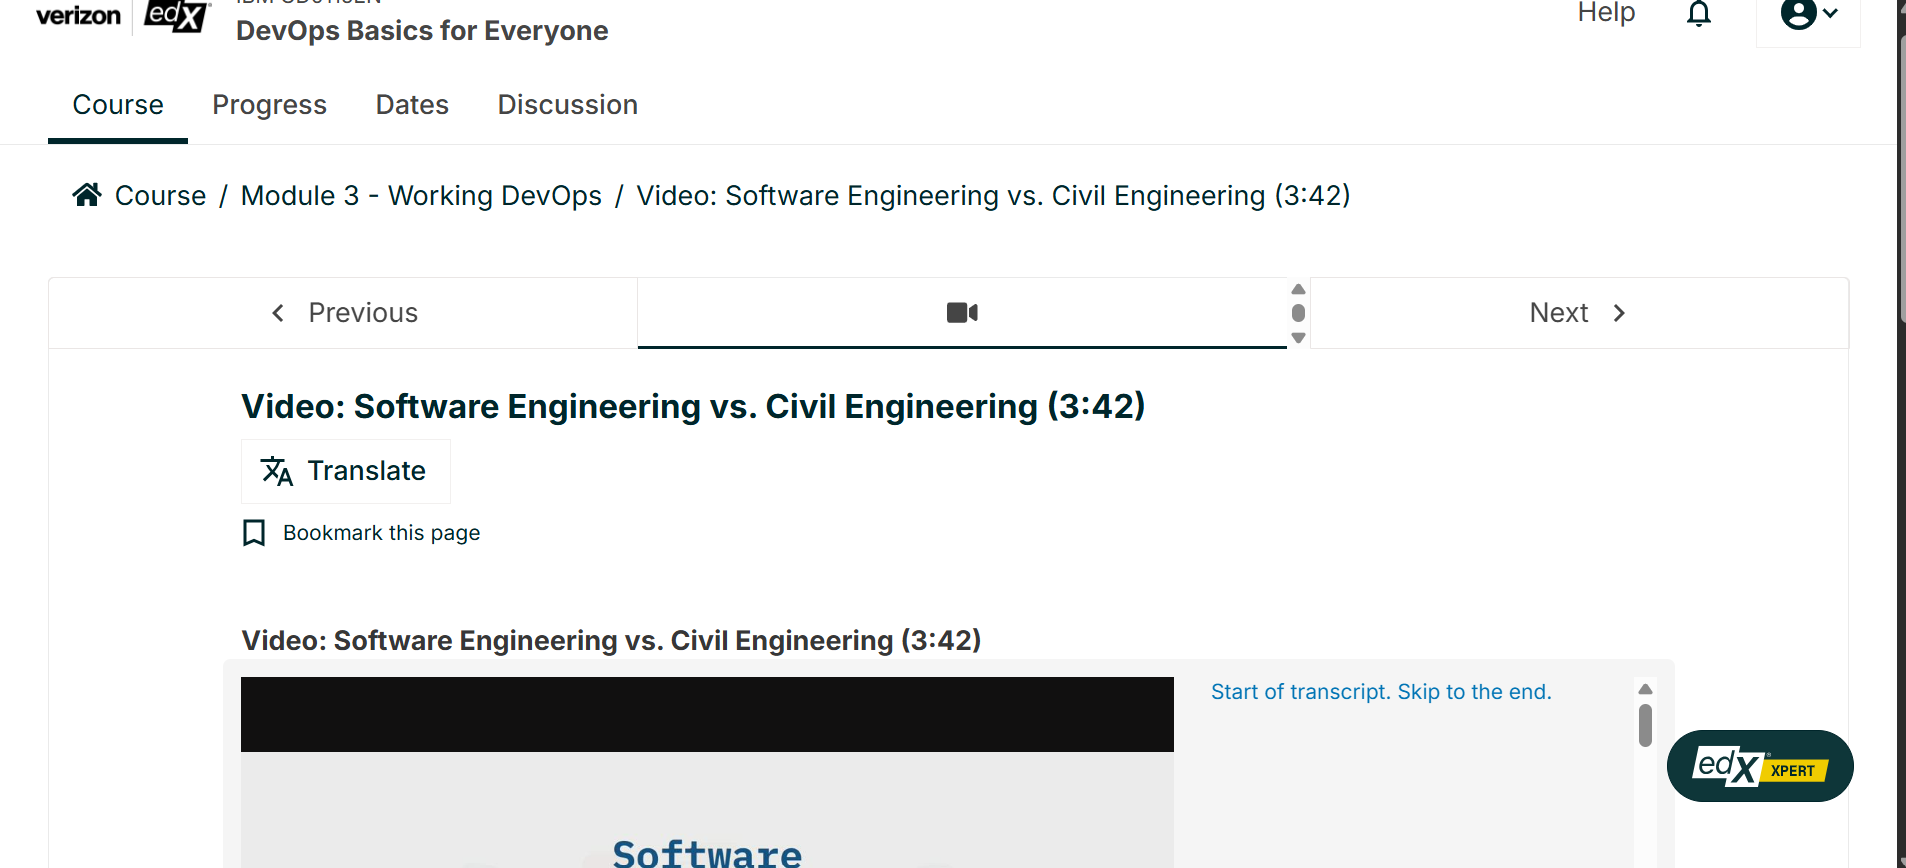 verizon
edX
DevOps Basics for Everyone
Help
Course
Progress
Dates
Discussion
Course / Module 3 - Working DevOps / Video: Software Engineering vs. Civil Engineering (3:42)
Previous
Next
Video: Software Engineering vs. Civil Engineering (3:42)
Translate
Bookmark this page
Video: Software Engineering vs. Civil Engineering (3:42)
Start of transcript. Skip to the end.
edX XPERT
Software